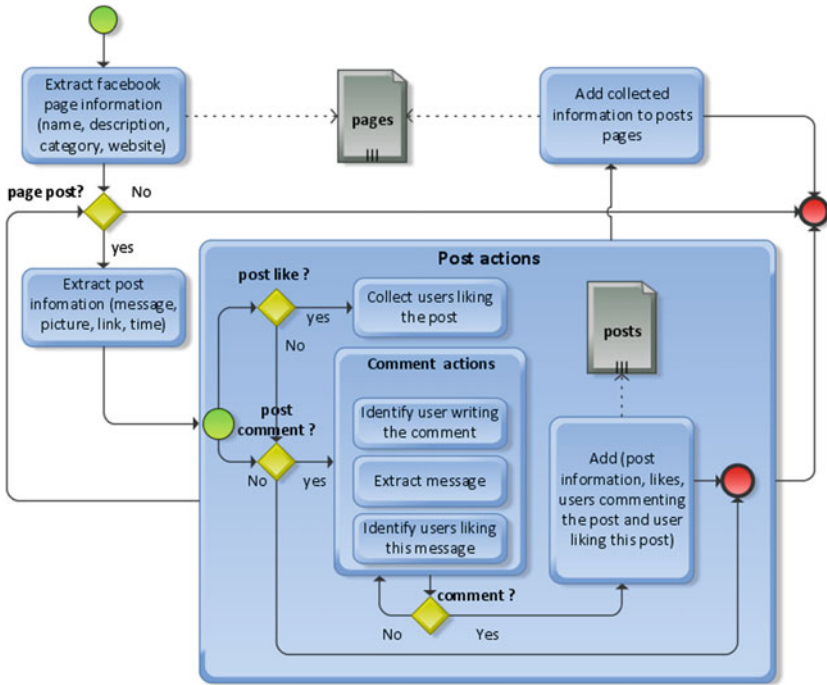 Extract facebook
page information
(name, description,
category, website)
pages
Add collected
information to posts
pages
page post?
No
yes
Extract post
infomation (message,
picture, link, time)
Post actions
post like ?
yes
Collect users liking
the post
No
posts
Comment actions
post
comment ?
No
yes
Identify user writing
the comment
Extract message
Identify users liking
this message
Add (post
information, likes,
users commenting
the post and user
liking this post)
comment ?
No
Yes